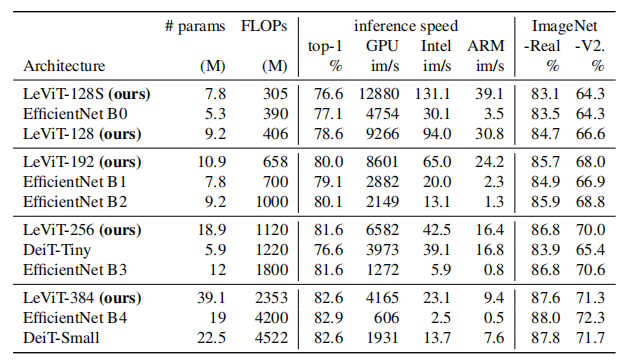 # params FLOPs inference speed ImageNet
top-1 GPU Intel ARM -Real -V2.
Architecture (M) (M) % im/s im/s im/s % %
LeViT-128S (ours) 7.8 305 76.6 12880 131.1 39.1 83.1 64.3
EfficientNet B0 5.3 390 77.1 4754 30.1 3.5 83.5 64.3
LeViT-128 (ours) 9.2 406 78.6 9266 94.0 30.8 84.7 66.6
LeViT-192 (ours) 10.9 658 80.0 8601 65.0 24.2 85.7 68.0
EfficientNet B1 7.8 700 79.1 2882 20.0 2.3 84.9 66.9
EfficientNet B2 9.2 1000 80.1 2149 13.1 1.3 85.9 68.8
LeViT-256 (ours) 18.9 1120 81.6 6582 42.5 16.4 86.8 70.0
DeiT-Tiny 5.9 1220 76.6 3973 39.1 16.8 83.9 65.4
EfficientNet B3 12 1800 81.6 1272 5.9 0.8 86.8 70.6
LeViT-384 (ours) 39.1 2353 82.6 4165 23.1 9.4 87.6 71.3
EfficientNet B4 19 4200 82.9 606 2.5 0.5 88.0 72.3
DeiT-Small 22.5 4522 82.6 1931 13.7 7.6 87.8 71.7